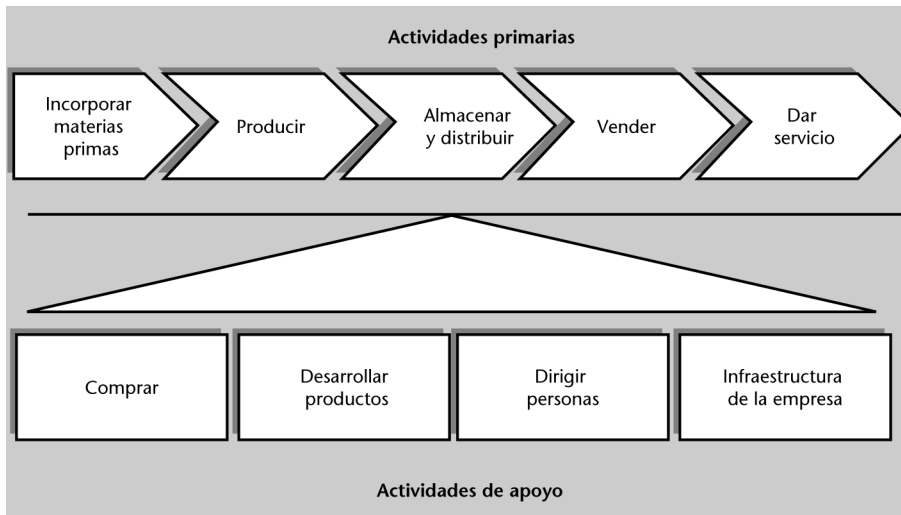 Actividades primarias
Incorporar
materias
primas
Producir
Almacenar
y distribuir
Vender
Dar
servicio
Comprar
Desarrollar
productos
Dirigir
personas
Infraestructura
de la empresa
Actividades de apoyo